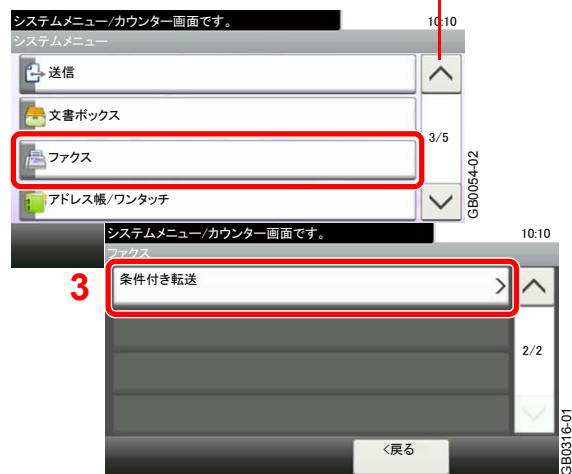 システムメニュー/カウンター画面です。 10:10
システムメニュー
送信
文書ボックス
3/5
ファクス
アドレス帳/ワンタッチ
GB0054-02
システムメニュー/カウンター画面です。 10:10
ファクス
3
条件付き転送
2/2
<戻る
GB0316-01